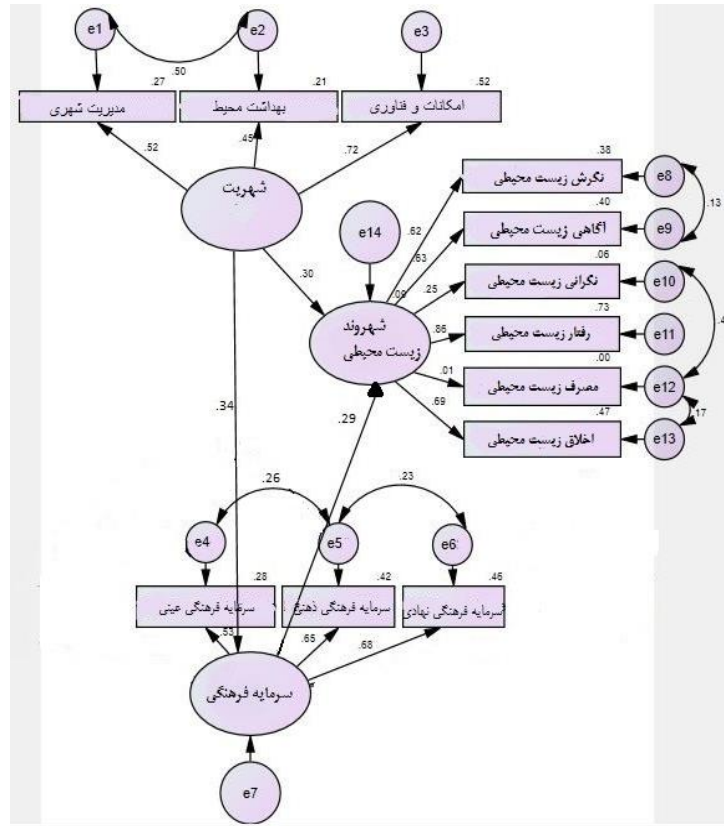 e1
e2
e3
.50
.27
.21
.52
مدیریت شهری
بهداشت محیط
امکانات و فناوری
.52
.45
.72
شهریت
.38
نگرش زیست محیطی
e8
.13
e14
.62
.40
آگاهی زیست محیطی
e9
.63
.06
.30
.25
نگرانی زیست محیطی
e10
.09
.73
شهروند
زیست محیطی
.86
رفتار زیست محیطی
e11
.00
.01
مصرف زیست محیطی
e12
.17
.69
.47
اخلاق زیست محیطی
e13
.34
.29
.26
.23
e4
e5
e6
.28
.42
.46
سرمایه فرهنگی عینی
سرمایه فرهنگی ذهنی
سرمایه فرهنگی نهادی
.53
.65
.68
سرمایه فرهنگی
e7